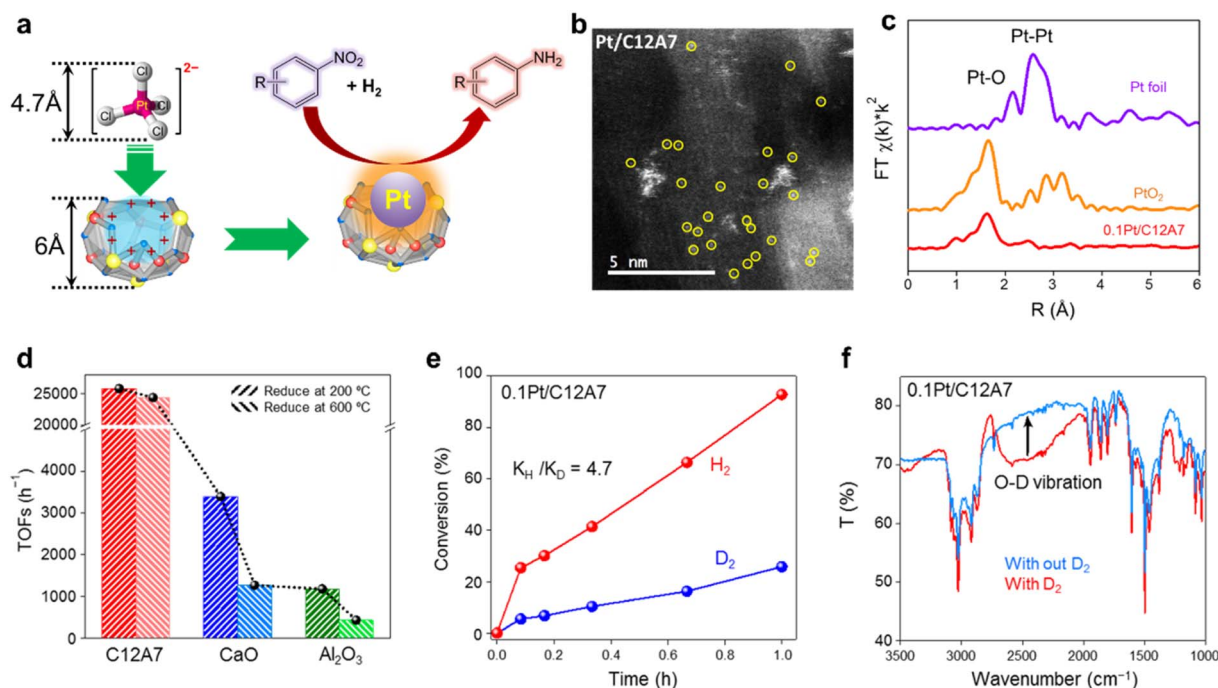 a
4.7Å
Cl
Pt
Cl
Cl
Cl
2−
6Å
R
NO₂
+ H₂
R
NH₂
Pt
b
Pt/C12A7
5 nm
c
Pt-Pt
Pt-O
Pt foil
PtO₂
0.1Pt/C12A7
FT χ(k)*k²
0 1 2 3 4 5 6
R (Å)
d
Reduce at 200 ºC
Reduce at 600 ºC
TOFs (h⁻¹)
25000
20000
4000
3000
2000
1000
0
C12A7 CaO Al₂O₃
e
0.1Pt/C12A7
K_H /K_D = 4.7
H₂
D₂
Conversion (%)
100
80
60
40
20
0
0.0 0.2 0.4 0.6 0.8 1.0
Time (h)
f
0.1Pt/C12A7
O-D vibration
With out D₂
With D₂
T (%)
80
70
60
50
40
3500 3000 2500 2000 1500 1000
Wavenumber (cm⁻¹)